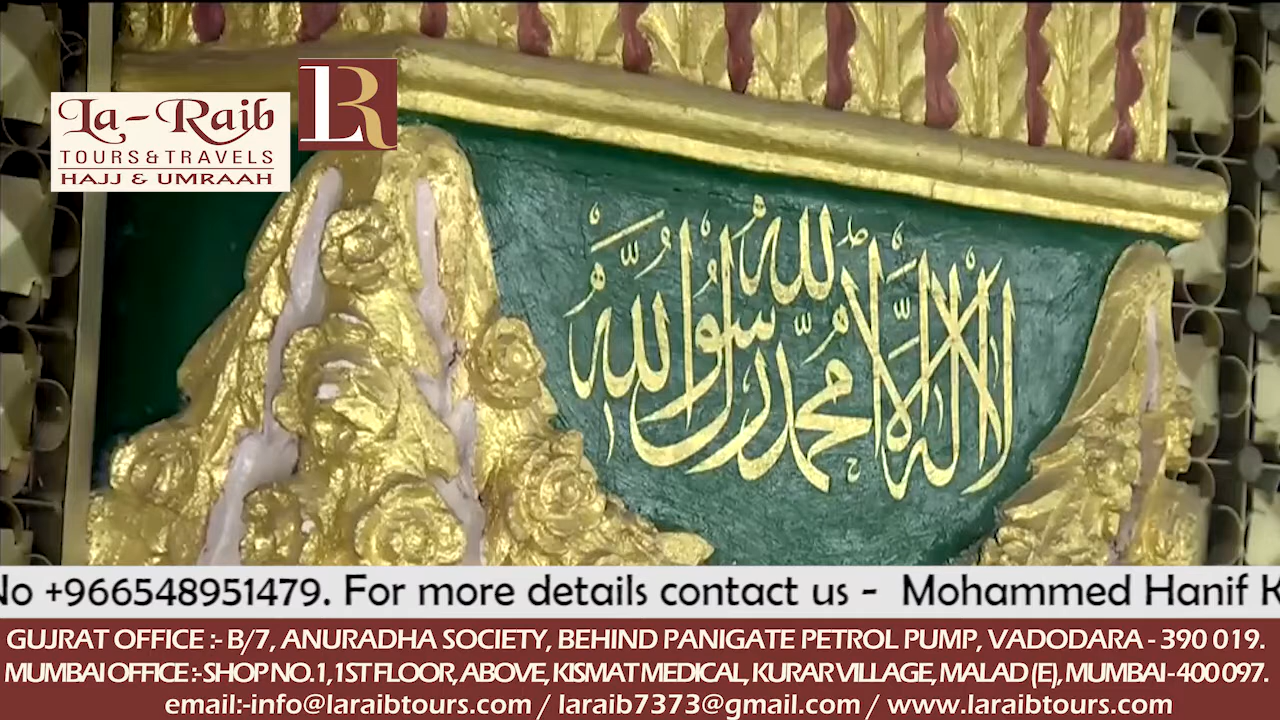 La-Raib
TOURS & TRAVELS
HAJJ & UMRAAH
LR
لا إله إلا الله محمد رسول الله
No +966548951479. For more details contact us - Mohammed Hanif K
GUJRAT OFFICE :- B/7, ANURADHA SOCIETY, BEHIND PANIGATE PETROL PUMP, VADODARA - 390 019.
MUMBAI OFFICE :- SHOP NO. 1, 1ST FLOOR, ABOVE, KISMAT MEDICAL, KURAR VILLAGE, MALAD (E), MUMBAI - 400 097.
email:-info@laraibtours.com / laraib7373@gmail.com / www.laraibtours.com